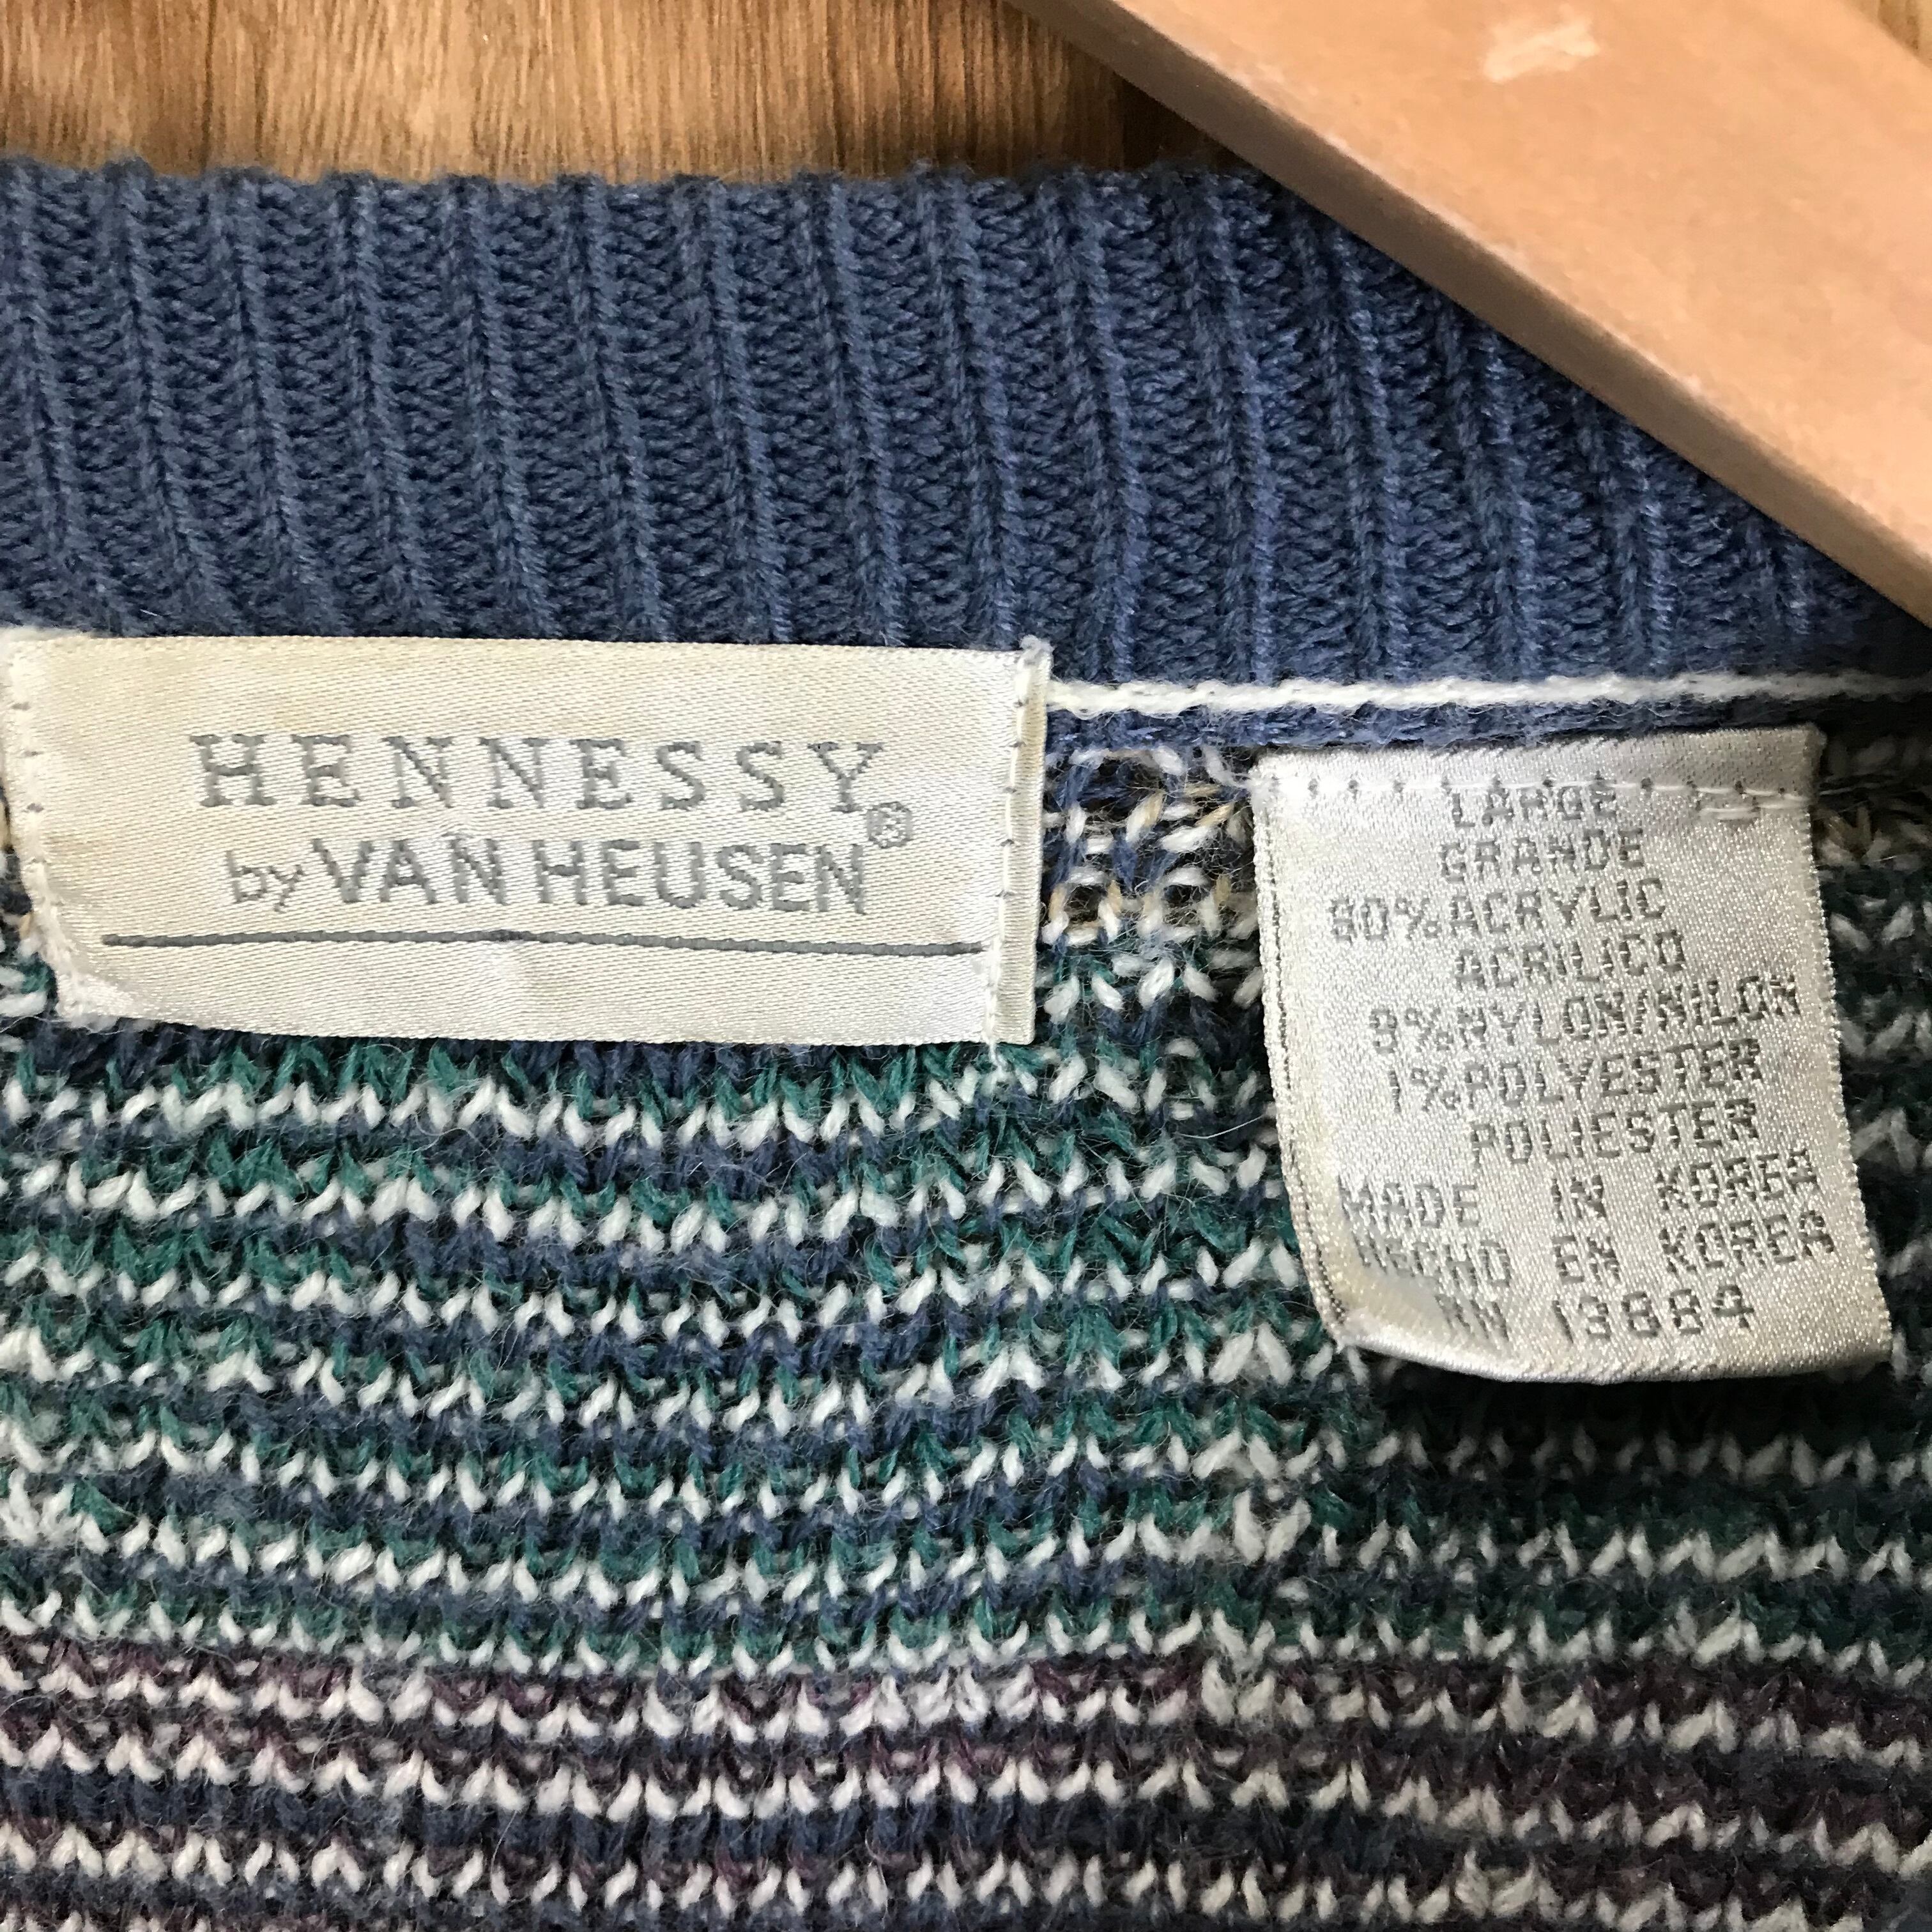 HENNESSY
by VAN HEUSEN®
LARGE
GRANDE
90% ACRYLIC
ACRILICO
9% NYLON/NILON
1% POLYESTER
POLIESTER
MADE IN KOREA
HECHO EN KOREA
RN 13884